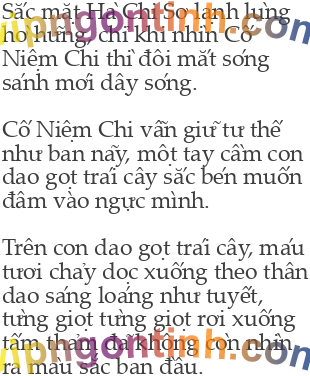 Sắc mặt Hà Chi Sơ lạnh lùng
hờ hững, chỉ khi nhìn Cố
Niệm Chi thì đôi mắt sóng
sánh mới dậy sóng.
Cố Niệm Chi vẫn giữ tư thế
như ban nãy, một tay cầm con
dao gọt trái cây sắc bén muốn
đâm vào ngực mình.
Trên con dao gọt trái cây, máu
tươi chảy dọc xuống theo thân
dao sáng loáng như tuyết,
từng giọt từng giọt rơi xuống
tấm thảm đã không còn nhìn
ra màu sắc ban đầu.
vipngontinh.com
vipngontinh.com